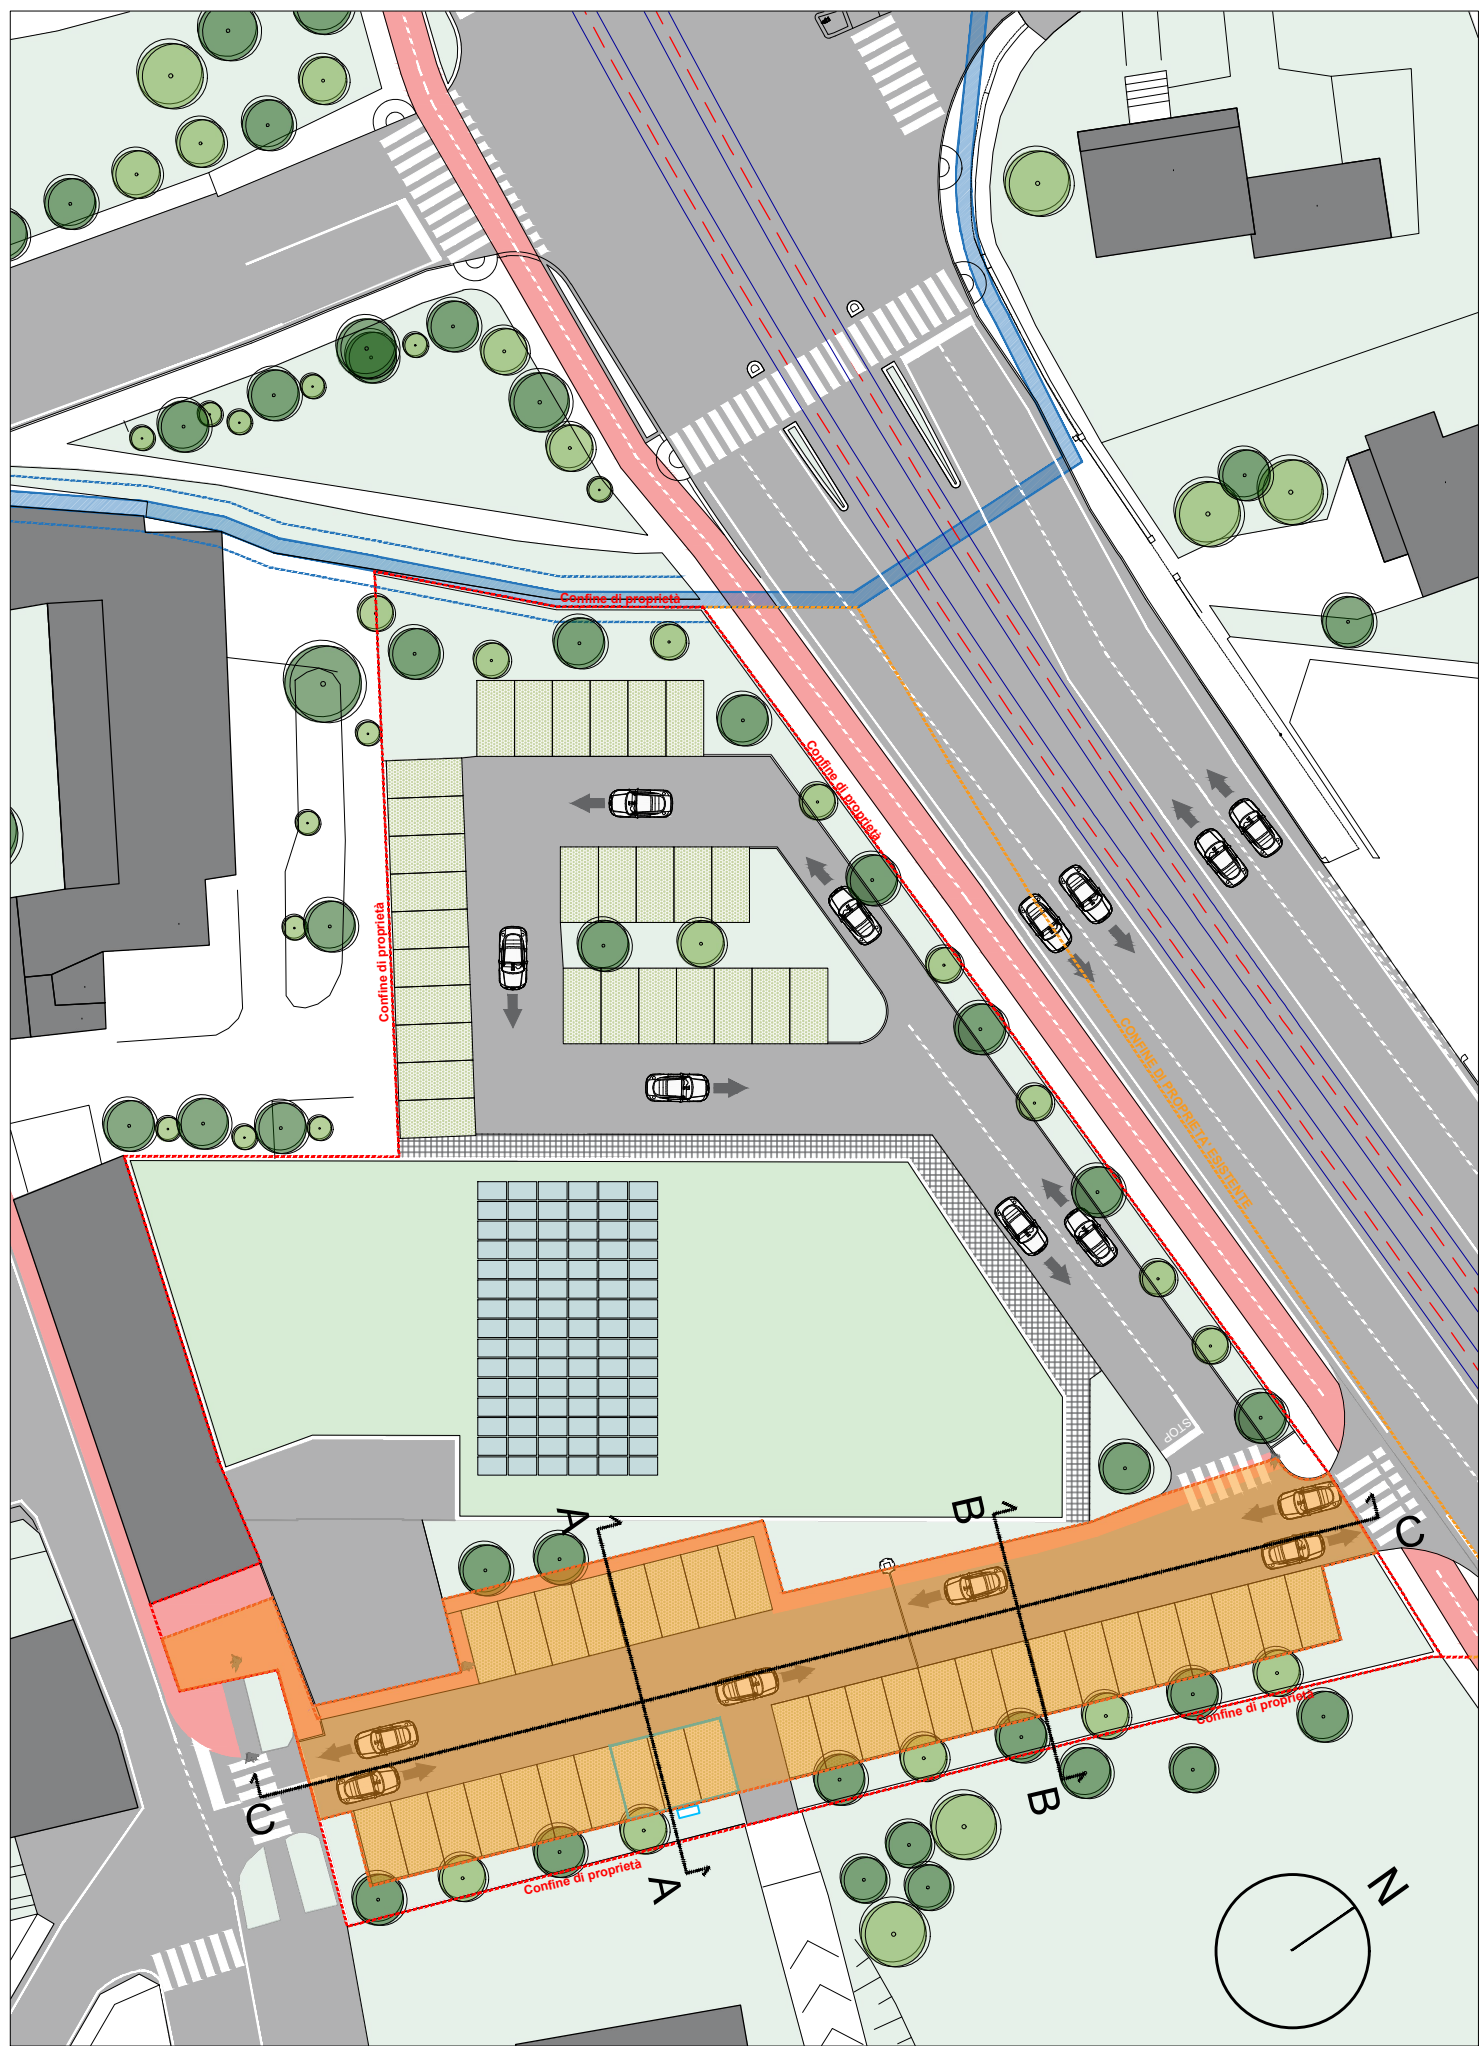 Confine di proprietà
Confine di proprietà
Confine di proprietà
CONFINE DI PROPRIETA' ESISTENTE
STOP
A
B
C
Confine di proprietà
C
B
A
Confine di proprietà
N